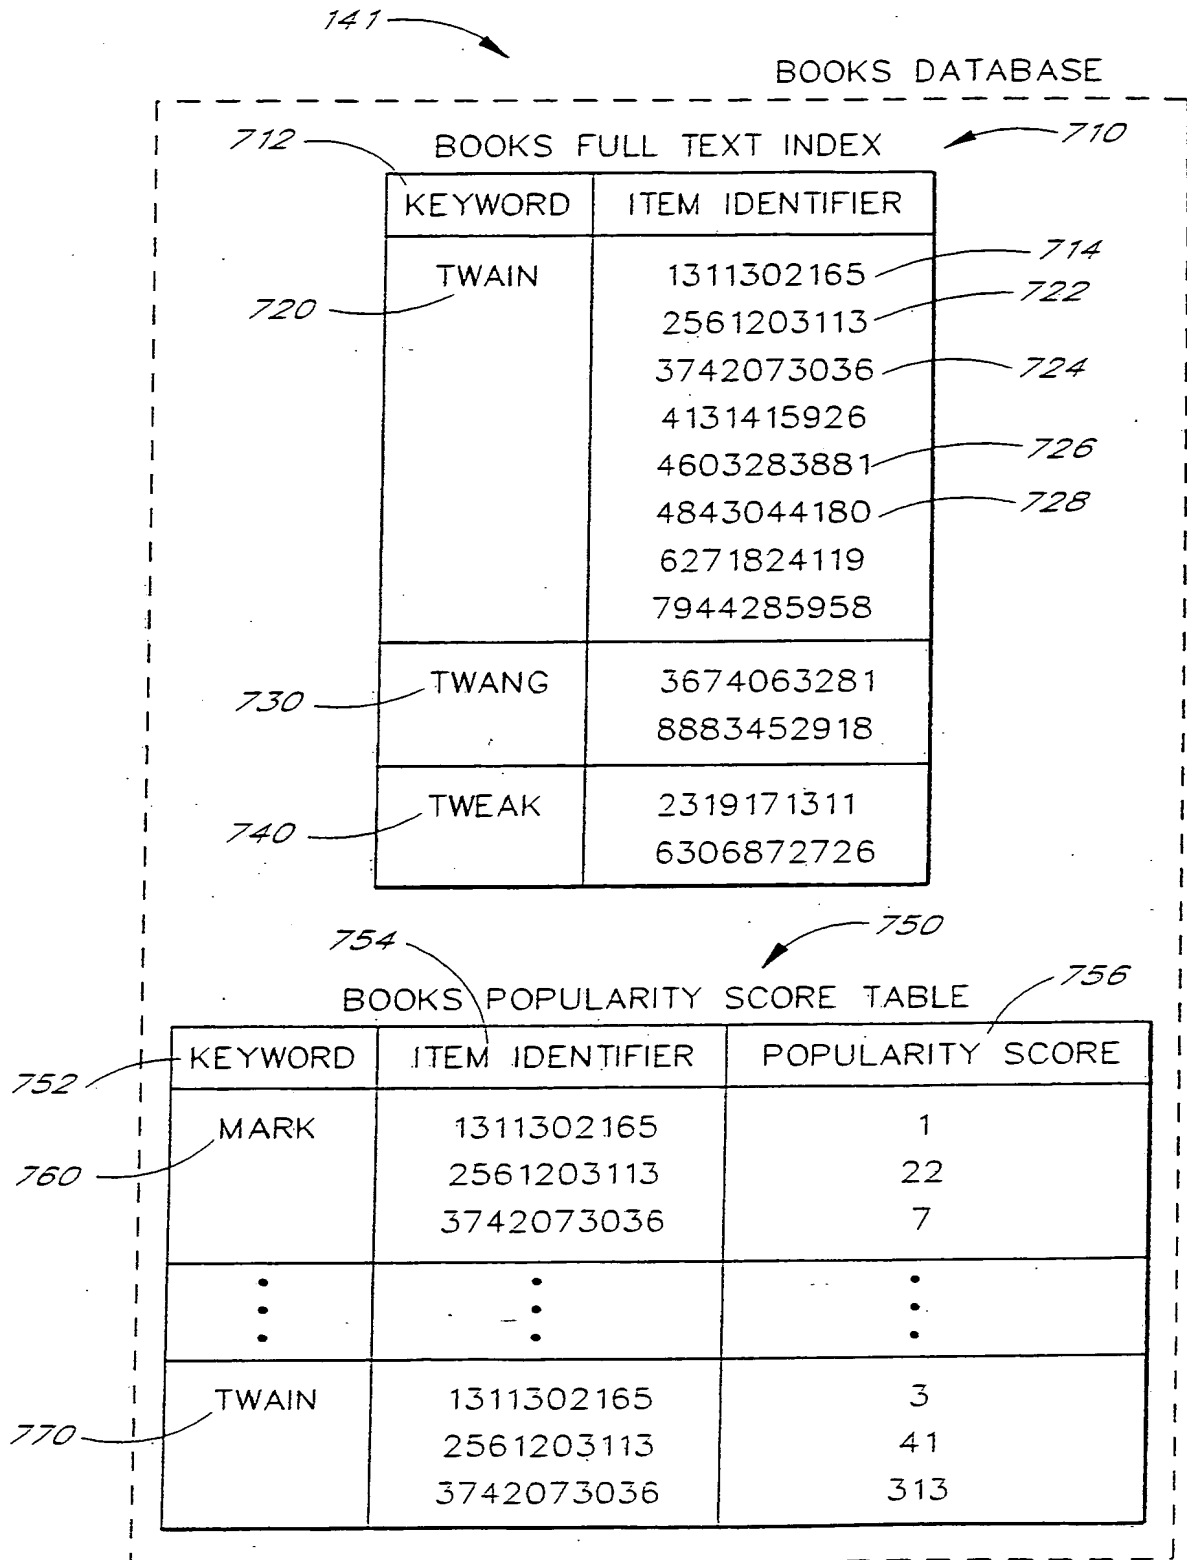 141
BOOKS DATABASE
712
BOOKS FULL TEXT INDEX
710
KEYWORD ITEM IDENTIFIER
TWAIN 1311302165 714
720 2561203113 722
3742073036 724
4131415926
4603283881 726
4843044180 728
6271824119
7944285958
TWANG 3674063281
730 8883452918
TWEAK 2319171311
740 6306872726
754 750
BOOKS POPULARITY SCORE TABLE 756
752 KEYWORD ITEM IDENTIFIER POPULARITY SCORE
MARK 1311302165 1
760 2561203113 22
3742073036 7
TWAIN 1311302165 3
770 2561203113 41
3742073036 313